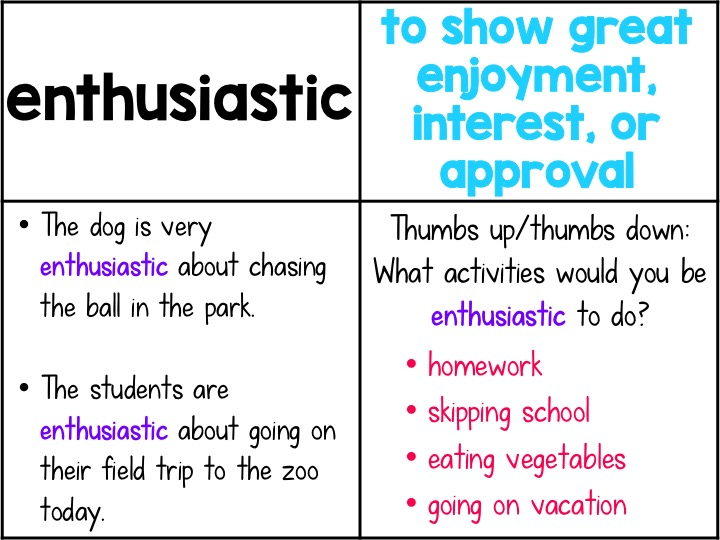 enthusiastic
to show great
enjoyment,
interest, or
approval
• The dog is very
enthusiastic about chasing
the ball in the park.
• The students are
enthusiastic about going on
their field trip to the zoo
today.
Thumbs up/thumbs down:
What activities would you be
enthusiastic to do?
• homework
• skipping school
• eating vegetables
• going on vacation